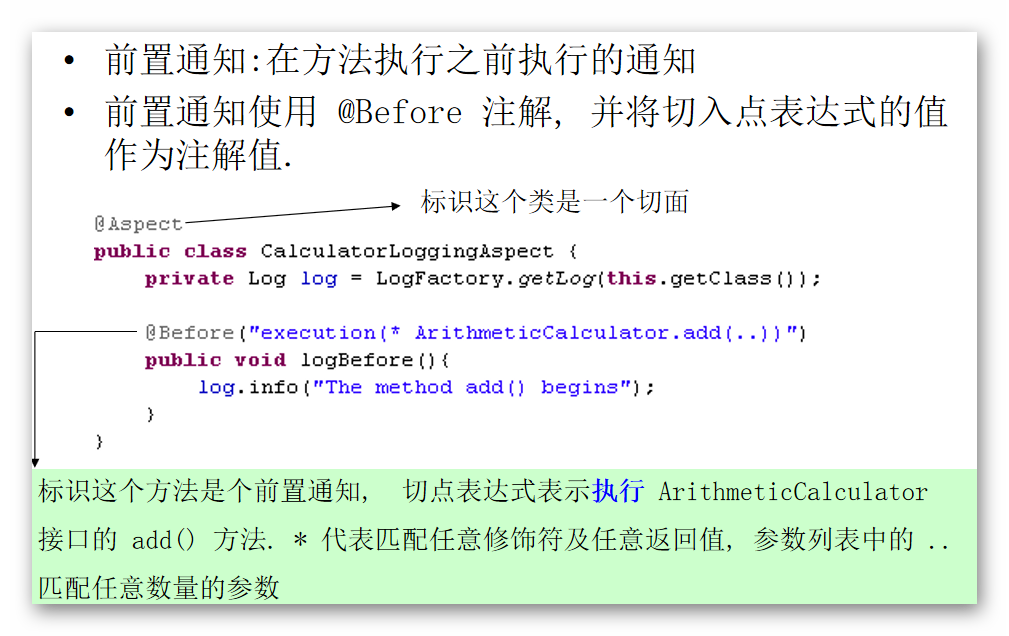 • 前置通知:在方法执行之前执行的通知
• 前置通知使用 @Before 注解, 并将切入点表达式的值
作为注解值.
标识这个类是一个切面
@Aspect
public class CalculatorLoggingAspect {
private Log log = LogFactory.getLog(this.getClass());
@Before("execution(* ArithmeticCalculator.add(..))")
public void logBefore(){
log.info("The method add() begins");
}
}
标识这个方法是个前置通知, 切点表达式表示执行 ArithmeticCalculator
接口的 add() 方法. * 代表匹配任意修饰符及任意返回值, 参数列表中的 ..
匹配任意数量的参数